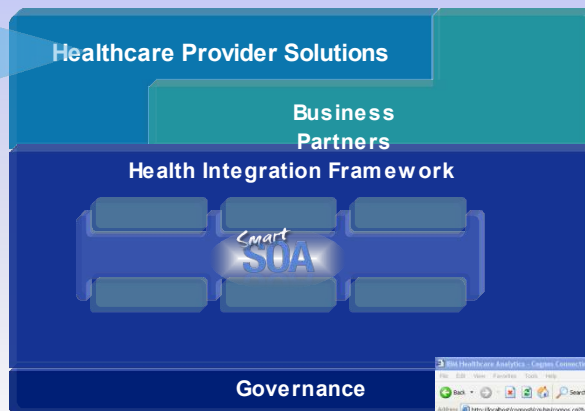 Healthcare Provider Solutions
Business
Partners
Health Integration Framework
Smart
SOA
Governance
IBM Healthcare Analytics - Cognos Connection
File Edit View Favorites Tools Help
Back Search
Address